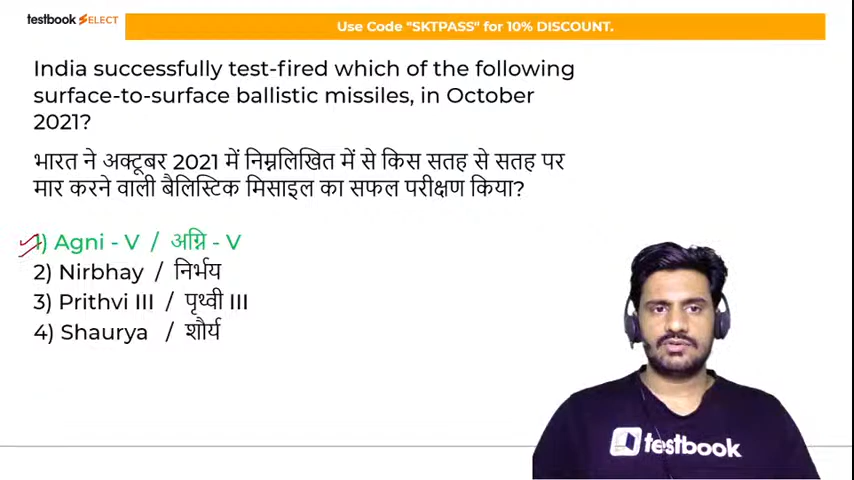 testbook SELECT
Use Code "SKTPASS" for 10% DISCOUNT.
India successfully test-fired which of the following
surface-to-surface ballistic missiles, in October
2021?
भारत ने अक्टूबर 2021 में निम्नलिखित में से किस सतह से सतह पर
मार करने वाली बैलिस्टिक मिसाइल का सफल परीक्षण किया?
1) Agni - V / अग्नि - V
2) Nirbhay / निर्भय
3) Prithvi III / पृथ्वी III
4) Shaurya / शौर्य
testbook